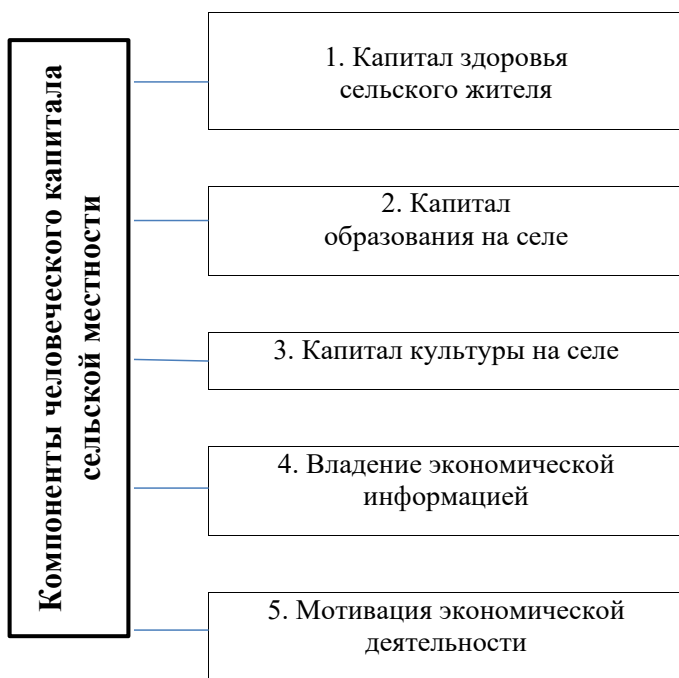 Компоненты человеческого капитала
сельской местности
1. Капитал здоровья
сельского жителя
2. Капитал
образования на селе
3. Капитал культуры на селе
4. Владение экономической
информацией
5. Мотивация экономической
деятельности